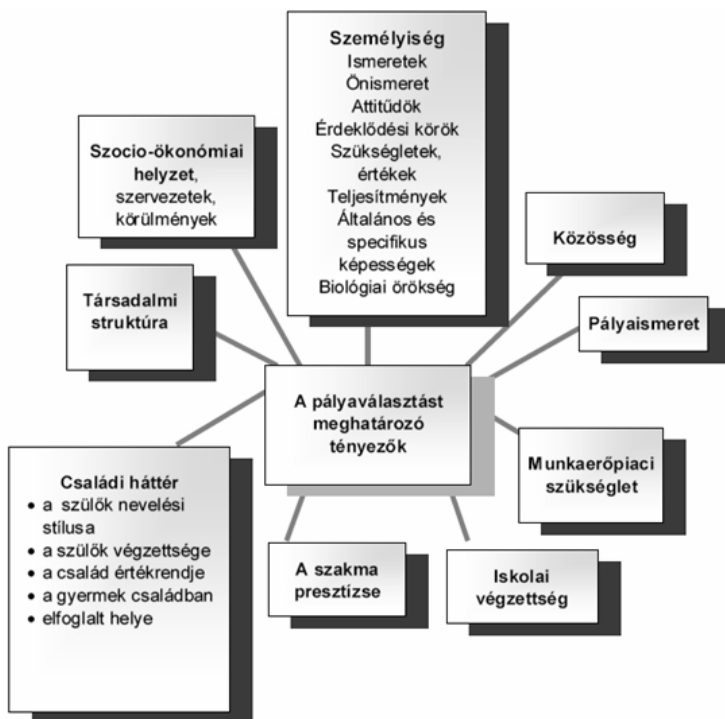 Személyiség
Ismeretek
Önismeret
Attitűdök
Érdeklődési körök
Szükségletek,
értékek
Teljesítmények
Általános és
specifikus
képességek
Biológiai örökség
Szocio-ökonómiai
helyzet,
szervezetek,
körülmények
Közösség
Társadalmi
struktúra
Pályaismeret
A pályaválasztást
meghatározó
tényezők
Családi háttér
• a szülők nevelési
stílusa
• a szülők végzettsége
• a család értékrendje
• a gyermek családban
• elfoglalt helye
Munkaerőpiaci
szükséglet
A szakma
presztízse
Iskolai
végzettség